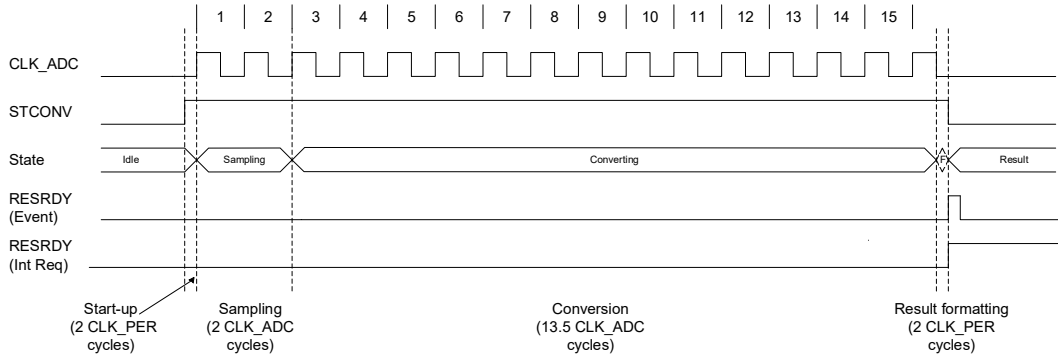 1 2 3 4 5 6 7 8 9 10 11 12 13 14 15
CLK_ADC
STCONV
State Idle Sampling Converting F Result
RESRDY
(Event)
RESRDY
(Int Req)
Start-up Sampling Conversion Result formatting
(2 CLK_PER (2 CLK_ADC (13.5 CLK_ADC (2 CLK_PER
cycles) cycles) cycles) cycles)